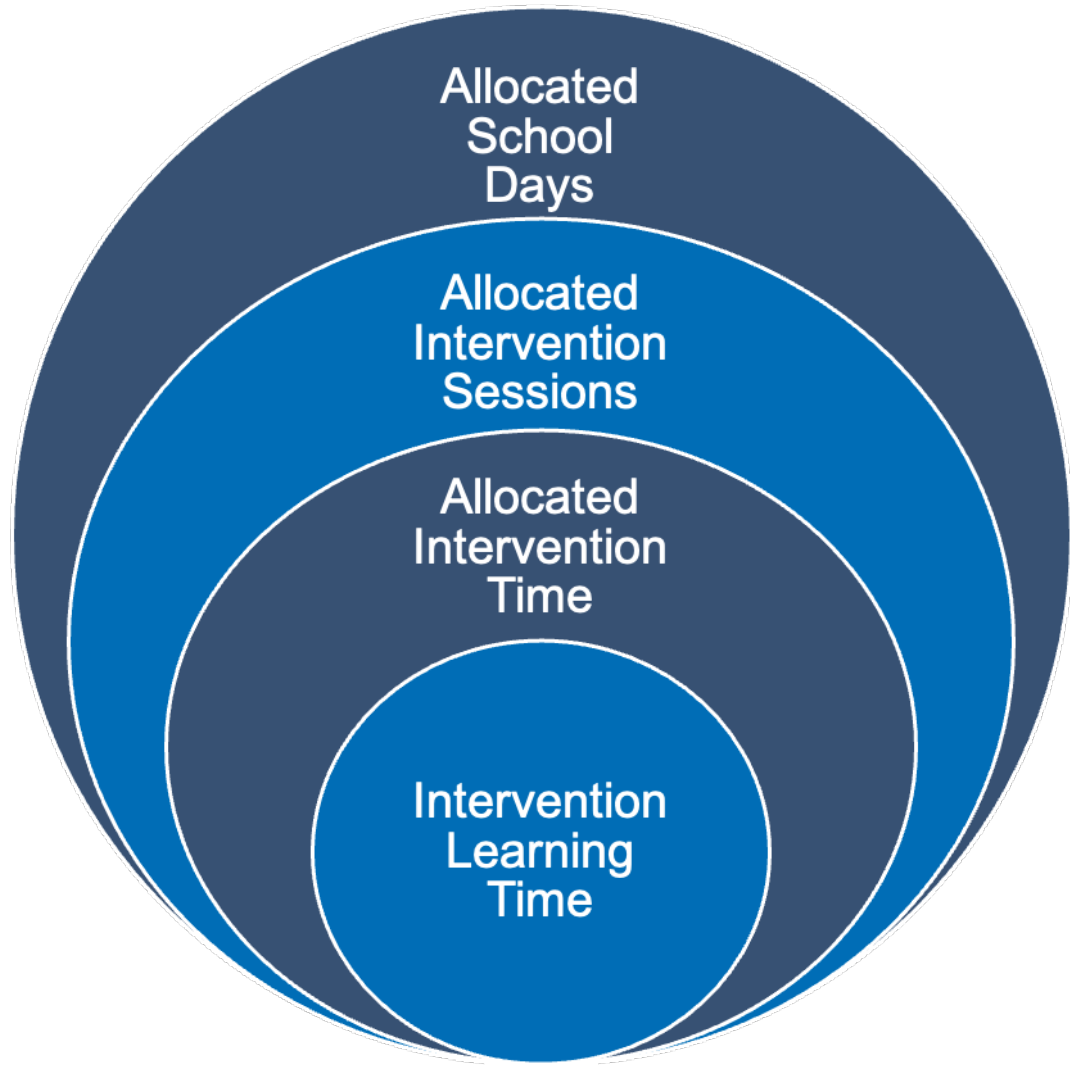 Allocated
School
Days
Allocated
Intervention
Sessions
Allocated
Intervention
Time
Intervention
Learning
Time